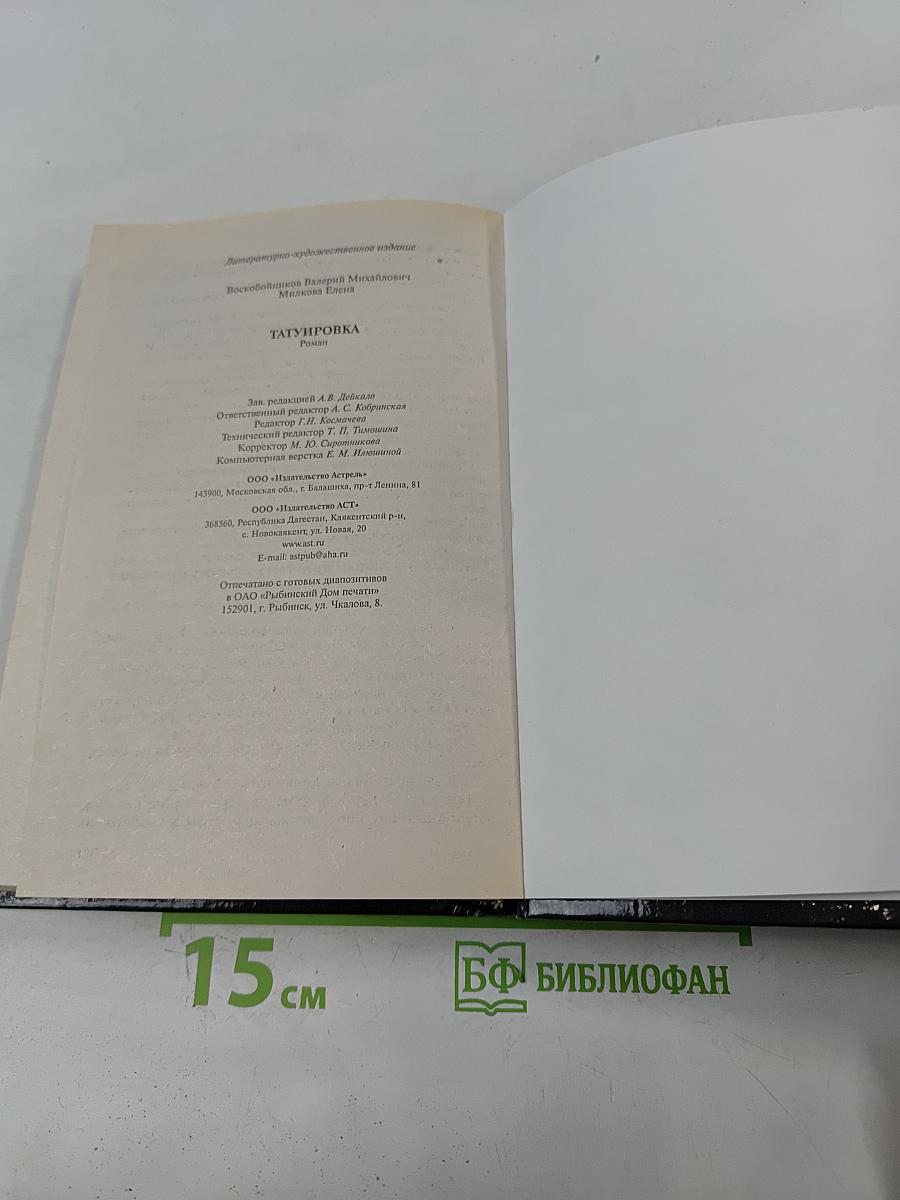 Литературно-художественное издание
Воскобойников Валерий Михайлович
Милкова Елена
ТАТУИРОВКА
Роман
Зав. редакцией А.В. Дейкало
Ответственный редактор А. С. Кобринская
Редактор Г.Н. Космачева
Технический редактор Т. П. Тимошина
Корректор М. Ю. Сиротникова
Компьютерная верстка Е. М. Илюшиной
ООО «Издательство Астрель»
143900, Московская обл., г. Балашиха, пр-т Ленина, 81
ООО «Издательство АСТ»
368560, Республика Дагестан, Каякентский р-н,
с. Новокаякент, ул. Новая, 20
www.ast.ru
E-mail: astpub@aha.ru
Отпечатано с готовых диапозитивов
в ОАО «Рыбинский Дом печати»
152901, г. Рыбинск, ул. Чкалова, 8.
15 см
БФ БИБЛИОФАН